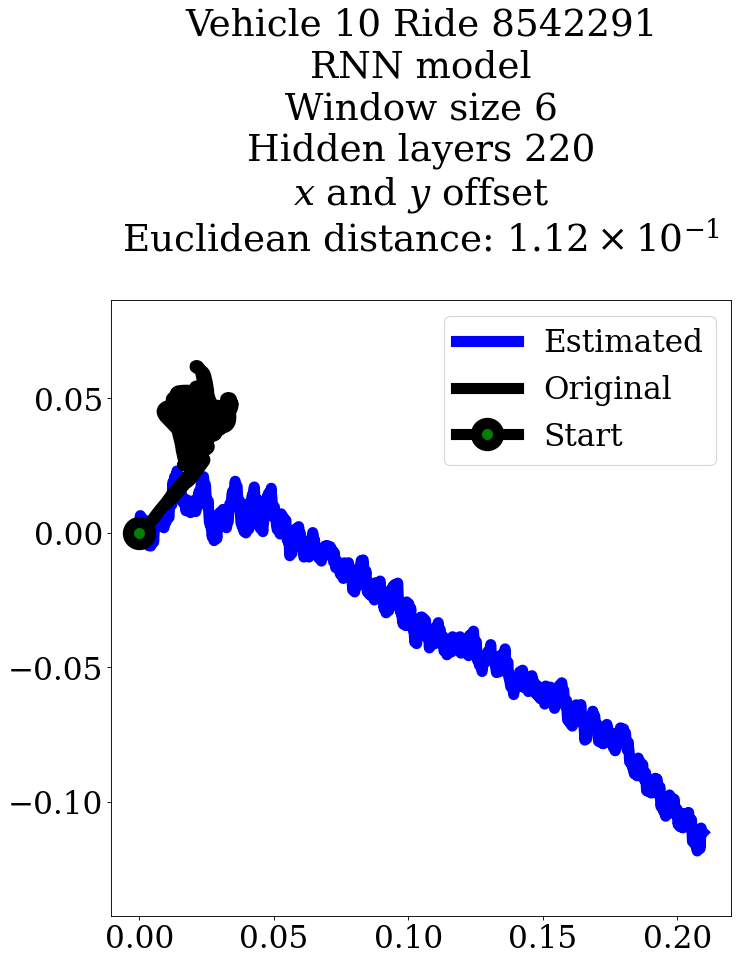 Vehicle 10 Ride 8542291
RNN model
Window size 6
Hidden layers 220
x and y offset
Euclidean distance: 1.12 × 10⁻¹
Estimated
Original
Start
0.05
0.00
−0.05
−0.10
0.00 0.05 0.10 0.15 0.20